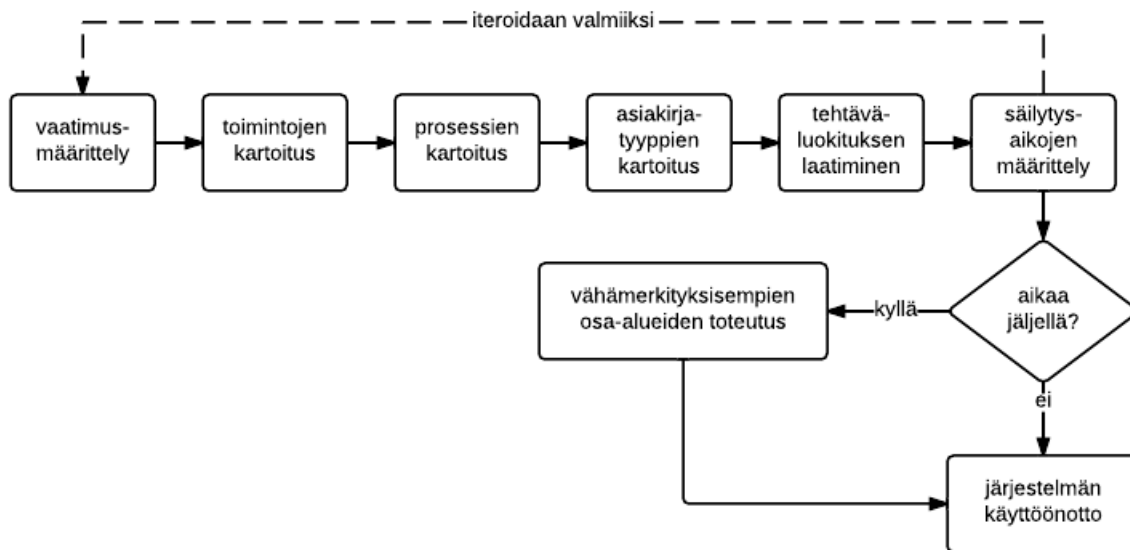 iteroidaan valmiiksi
vaatimus-
määrittely
toimintojen
kartoitus
prosessien
kartoitus
asiakirja-
tyyppien
kartoitus
tehtävä-
luokituksen
laatiminen
säilytys-
aikojen
määrittely
vähämerkityksisempien
osa-alueiden toteutus
kyllä
aikaa
jäljellä?
ei
järjestelmän
käyttöönotto